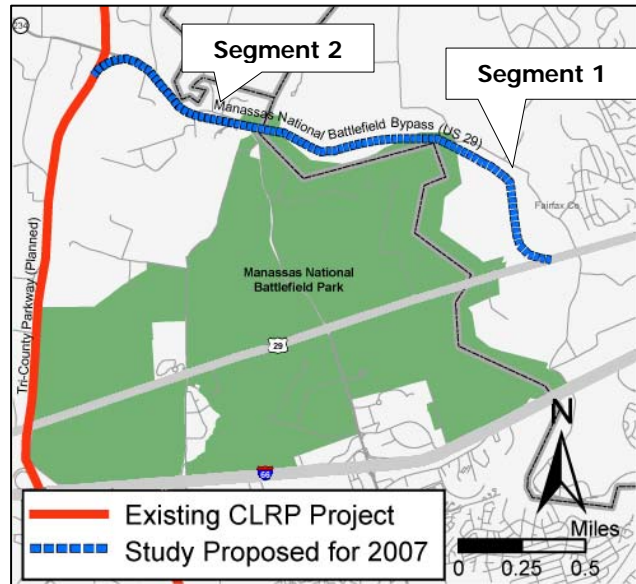 234
Segment 2
Segment 1
Manassas National Battlefield Bypass (US 29)
Fairfax Co.
Manassas National
Battlefield Park
Tri-County Parkway (Planned)
29
66
N
Existing CLRP Project
Study Proposed for 2007
Miles
0 0.25 0.5